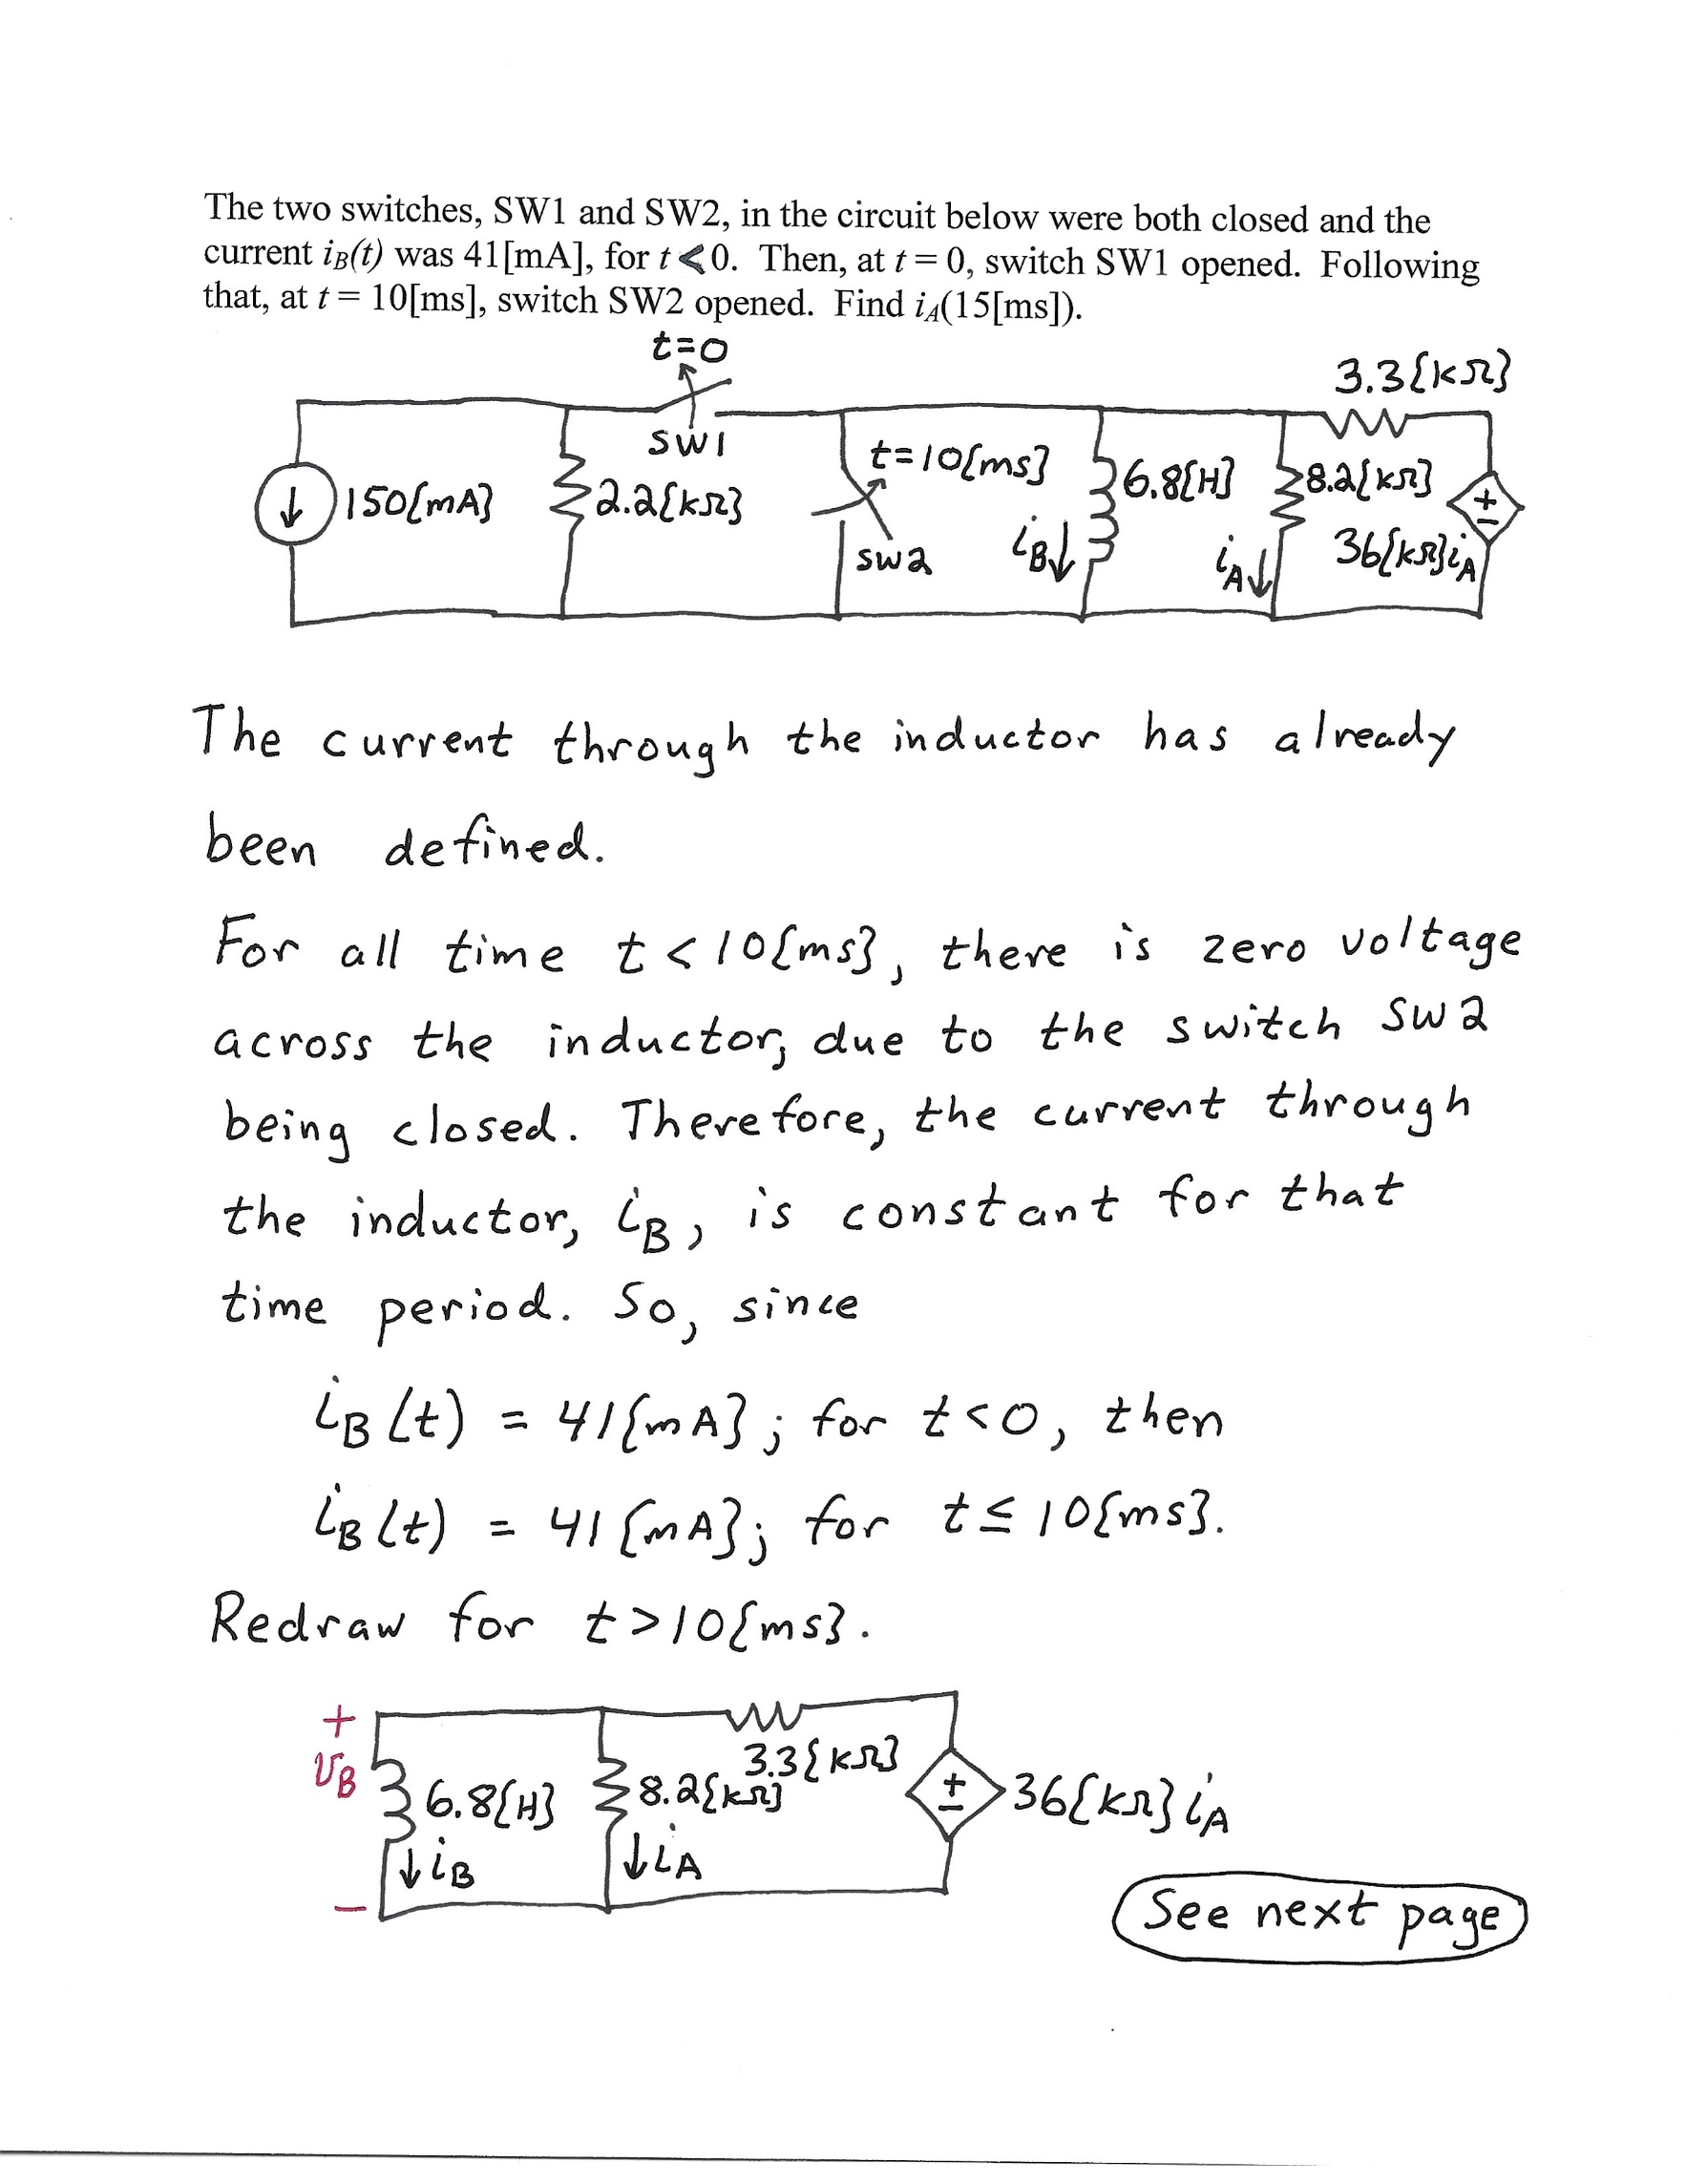 The two switches, SW1 and SW2, in the circuit below were both closed and the
current iB(t) was 41[mA], for t<0. Then, at t = 0, switch SW1 opened. Following
that, at t = 10[ms], switch SW2 opened. Find iA(15[ms]).
t=0
3.3[kΩ]
SW1
t=10[ms]
150[mA]
2.2[kΩ]
6.8[H]
8.2[kΩ]
+
-
SW2
iB↓
iA↓
36[kΩ]iA
The current through the inductor has already
been defined.
For all time t < 10[ms], there is zero voltage
across the inductor, due to the switch SW2
being closed. Therefore, the current through
the inductor, iB, is constant for that
time period. So, since
iB(t) = 41[mA]; for t<0, then
iB(t) = 41[mA]; for t≤10[ms].
Redraw for t>10[ms].
+
vB
-
6.8[H]
↓iB
8.2[kΩ]
↓iA
3.3[kΩ]
+
-
36[kΩ]iA
See next page